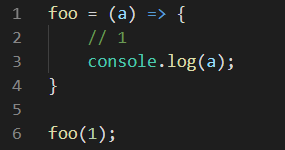 1 foo = (a) => {
2     // 1
3     console.log(a);
4 }
5
6 foo(1);